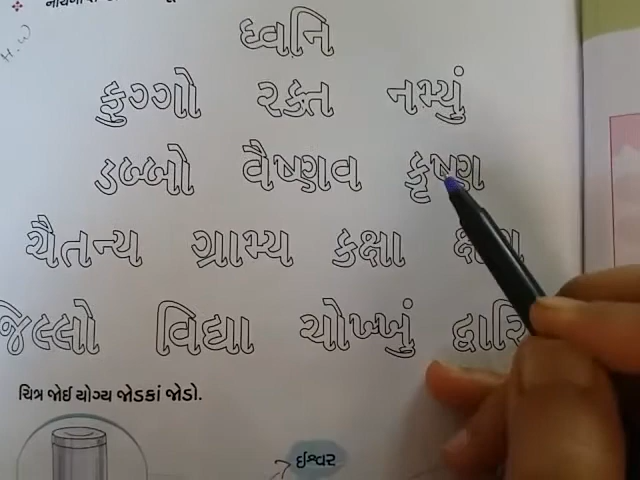 H.W
ધ્વનિ
ફુગ્ગો રક્ત નમ્યું
ડબ્બો વૈષ્ણવ કૃષ્ણ
ચૈતન્ય ગ્રામ્ય કક્ષા
જિલ્લો વિદ્યા ચોખ્ખું
ચિત્ર જોઈ યોગ્ય જોડકાં જોડો.
ઈશ્વર